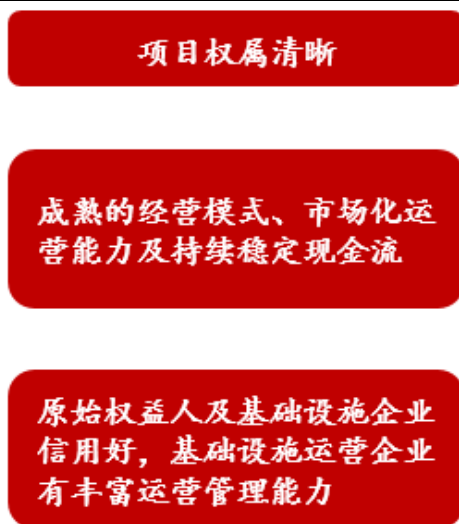 项目权属清晰
成熟的经营模式、市场化运
营能力及持续稳定现金流
原始权益人及基础设施企业
信用好，基础设施运营企业
有丰富运营管理能力